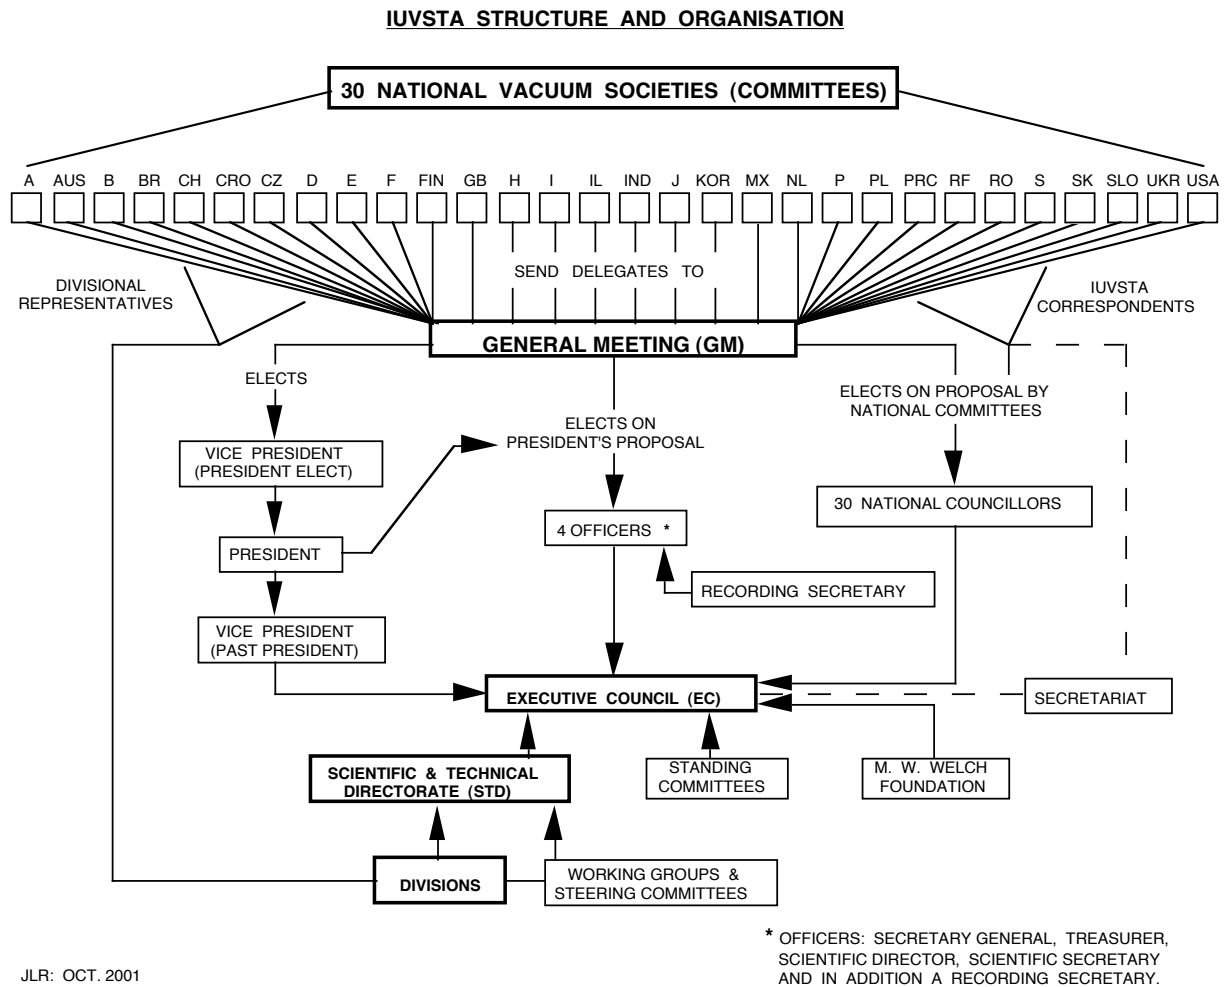 IUVSTA STRUCTURE AND ORGANISATION
30 NATIONAL VACUUM SOCIETIES (COMMITTEES)
A AUS B BR CH CRO CZ D E F FIN GB H I IL IND J KOR MX NL P PL PRC RF RO S SK SLO UKR USA
SEND DELEGATES TO
DIVISIONAL
REPRESENTATIVES
IUVSTA
CORRESPONDENTS
GENERAL MEETING (GM)
ELECTS
ELECTS ON
PRESIDENT'S PROPOSAL
ELECTS ON PROPOSAL BY
NATIONAL COMMITTEES
VICE PRESIDENT
(PRESIDENT ELECT)
30 NATIONAL COUNCILLORS
4 OFFICERS *
PRESIDENT
RECORDING SECRETARY
VICE PRESIDENT
(PAST PRESIDENT)
EXECUTIVE COUNCIL (EC)
SECRETARIAT
SCIENTIFIC & TECHNICAL
DIRECTORATE (STD)
STANDING
COMMITTEES
M. W. WELCH
FOUNDATION
DIVISIONS
WORKING GROUPS &
STEERING COMMITTEES
* OFFICERS: SECRETARY GENERAL, TREASURER,
SCIENTIFIC DIRECTOR, SCIENTIFIC SECRETARY
AND IN ADDITION A RECORDING SECRETARY.
JLR: OCT. 2001